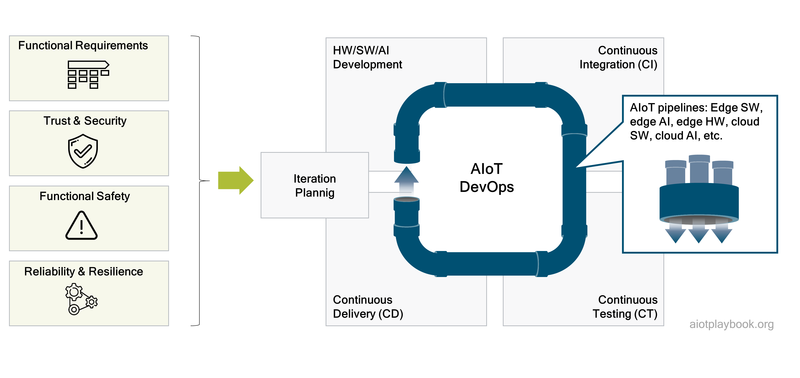 Functional Requirements
Trust & Security
Functional Safety
Reliability & Resilience
Iteration
Plannig
HW/SW/AI
Development
Continuous
Integration (CI)
AIoT
DevOps
Continuous
Delivery (CD)
Continuous
Testing (CT)
AIoT pipelines: Edge SW,
edge AI, edge HW, cloud
SW, cloud AI, etc.
aiotplaybook.org